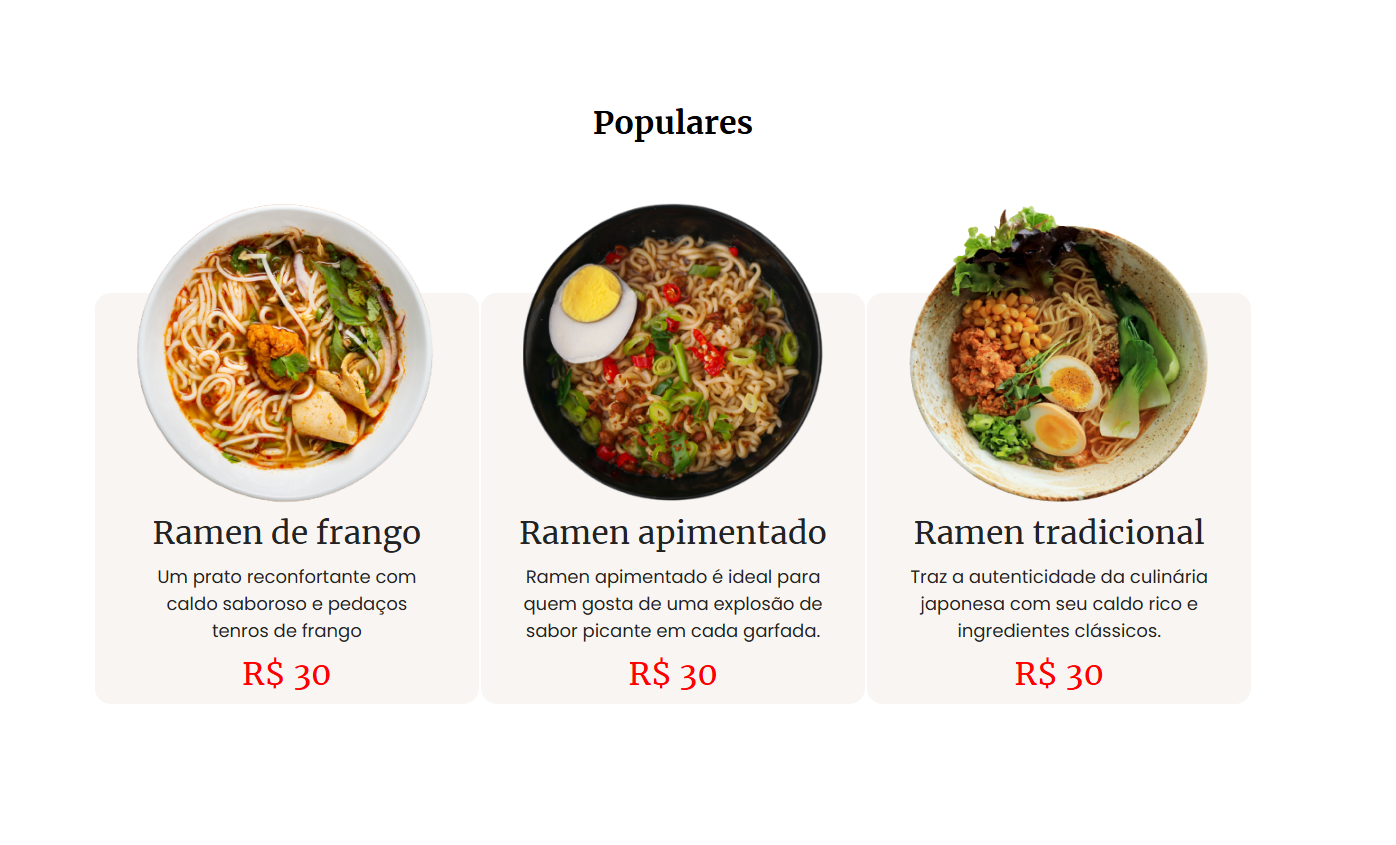 Populares
Ramen de frango
Um prato reconfortante com
caldo saboroso e pedaços
tenros de frango
R$ 30
Ramen apimentado
Ramen apimentado é ideal para
quem gosta de uma explosão de
sabor picante em cada garfada.
R$ 30
Ramen tradicional
Traz a autenticidade da culinária
japonesa com seu caldo rico e
ingredientes clássicos.
R$ 30